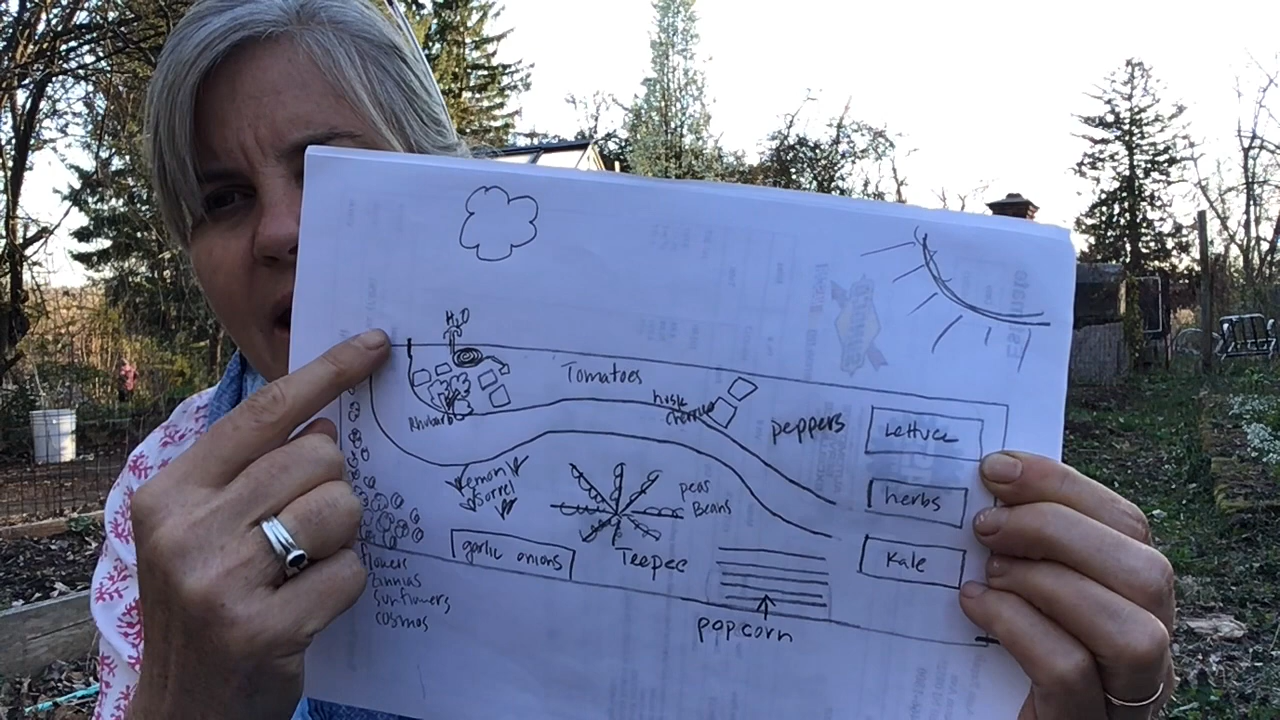 H2O
Tomatoes
husk
cherries
Rhubarb
peppers
Lettuce
Lemon
Sorrel
peas
Beans
herbs
garlic onions
Teepee
Kale
flowers
Zinnias
sunflowers
cosmos
popcorn
Estimate